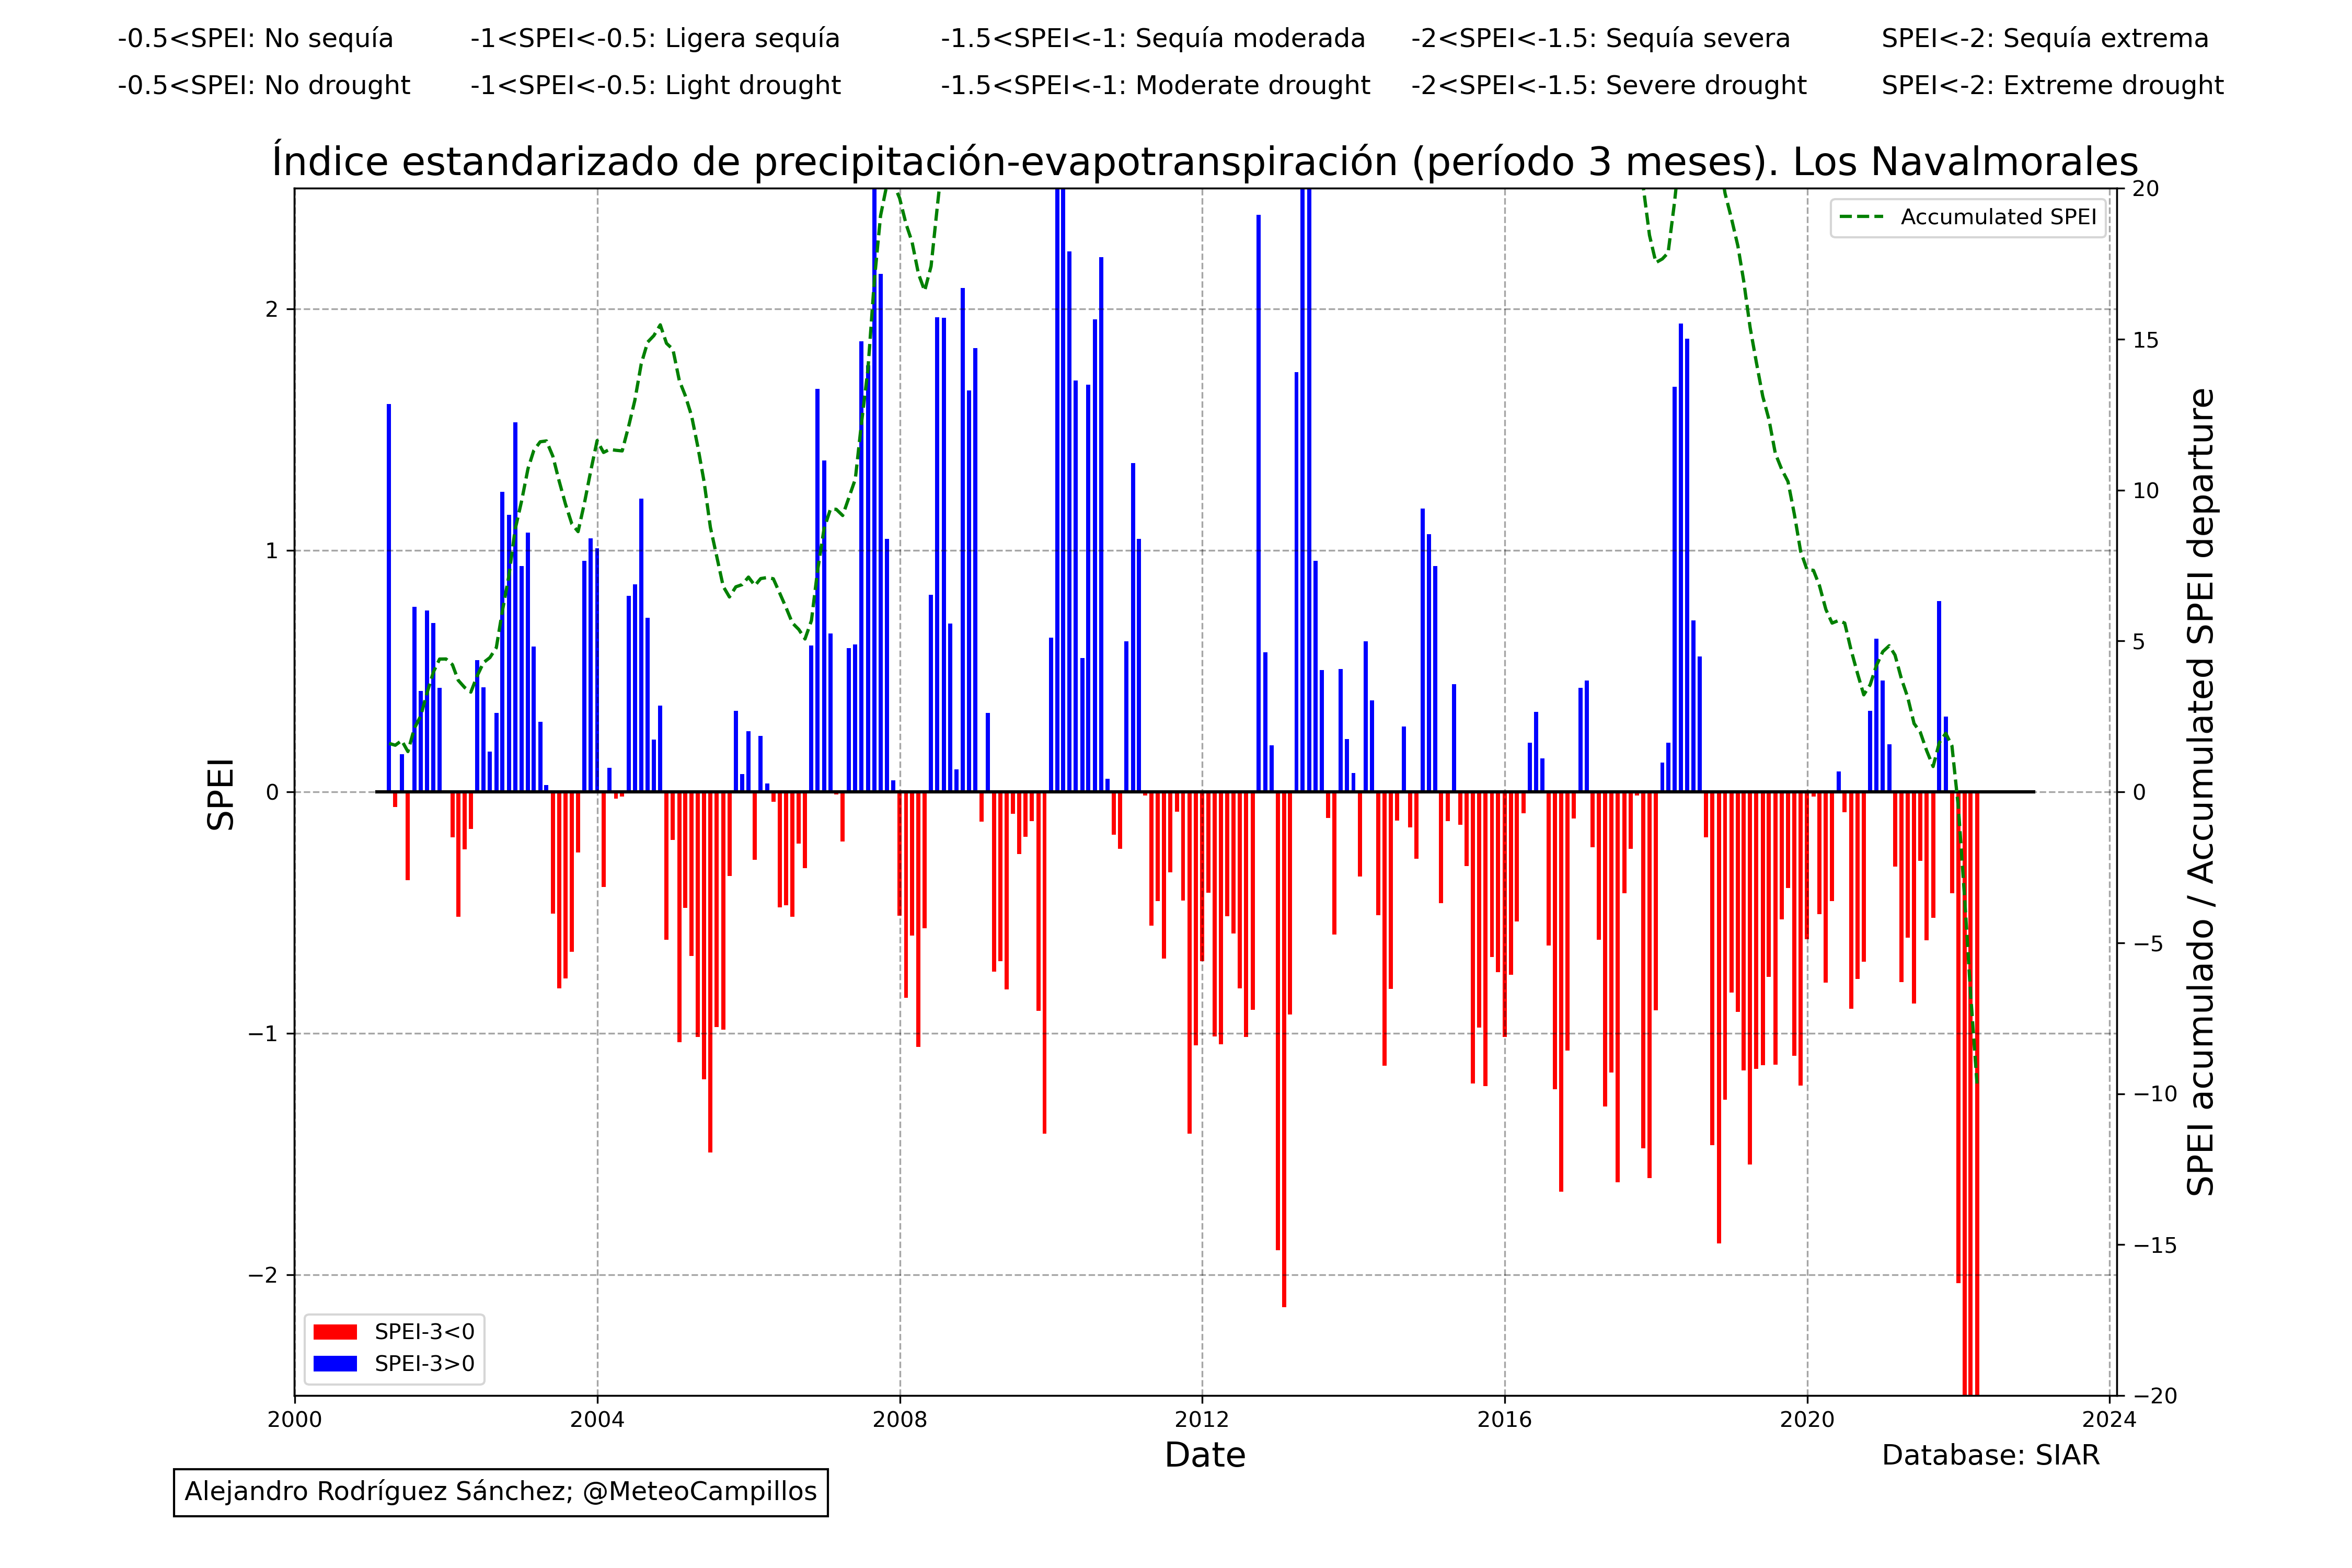 -0.5<SPEI: No sequía -1<SPEI<-0.5: Ligera sequía -1.5<SPEI<-1: Sequía moderada -2<SPEI<-1.5: Sequía severa SPEI<-2: Sequía extrema
-0.5<SPEI: No drought -1<SPEI<-0.5: Light drought -1.5<SPEI<-1: Moderate drought -2<SPEI<-1.5: Severe drought SPEI<-2: Extreme drought
Índice estandarizado de precipitación-evapotranspiración (período 3 meses). Los Navalmorales
Accumulated SPEI
SPEI
2
1
0
−1
−2
20
15
10
5
0
−5
−10
−15
−20
SPEI acumulado / Accumulated SPEI departure
SPEI-3<0
SPEI-3>0
2000 2004 2008 2012 2016 2020 2024
Date
Database: SIAR
Alejandro Rodríguez Sánchez; @MeteoCampillos